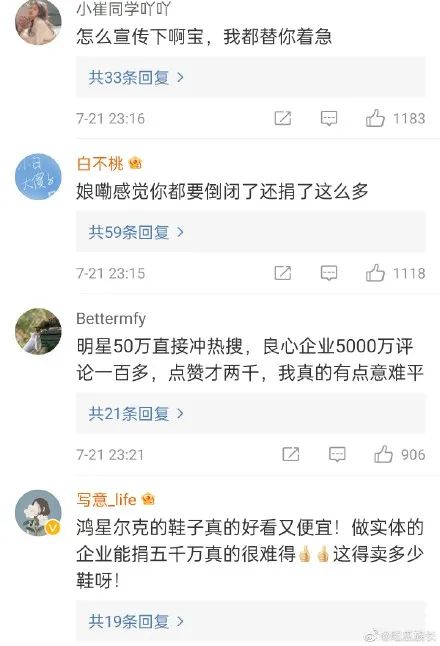 小崔同学吖吖
怎么宣传下啊宝，我都替你着急
共33条回复 >
7-21 23:16
1183
白不桃
娘嘞感觉你都要倒闭了还捐了这么多
共59条回复 >
7-21 23:15
1118
Bettermfy
明星50万直接冲热搜，良心企业5000万评
论一百多，点赞才两千，我真的有点意难平
共21条回复 >
7-21 23:21
906
写意_life
鸿星尔克的鞋子真的好看又便宜！做实体的
企业能捐五千万真的很难得👍👍这得卖多少
鞋呀！
共19条回复 >